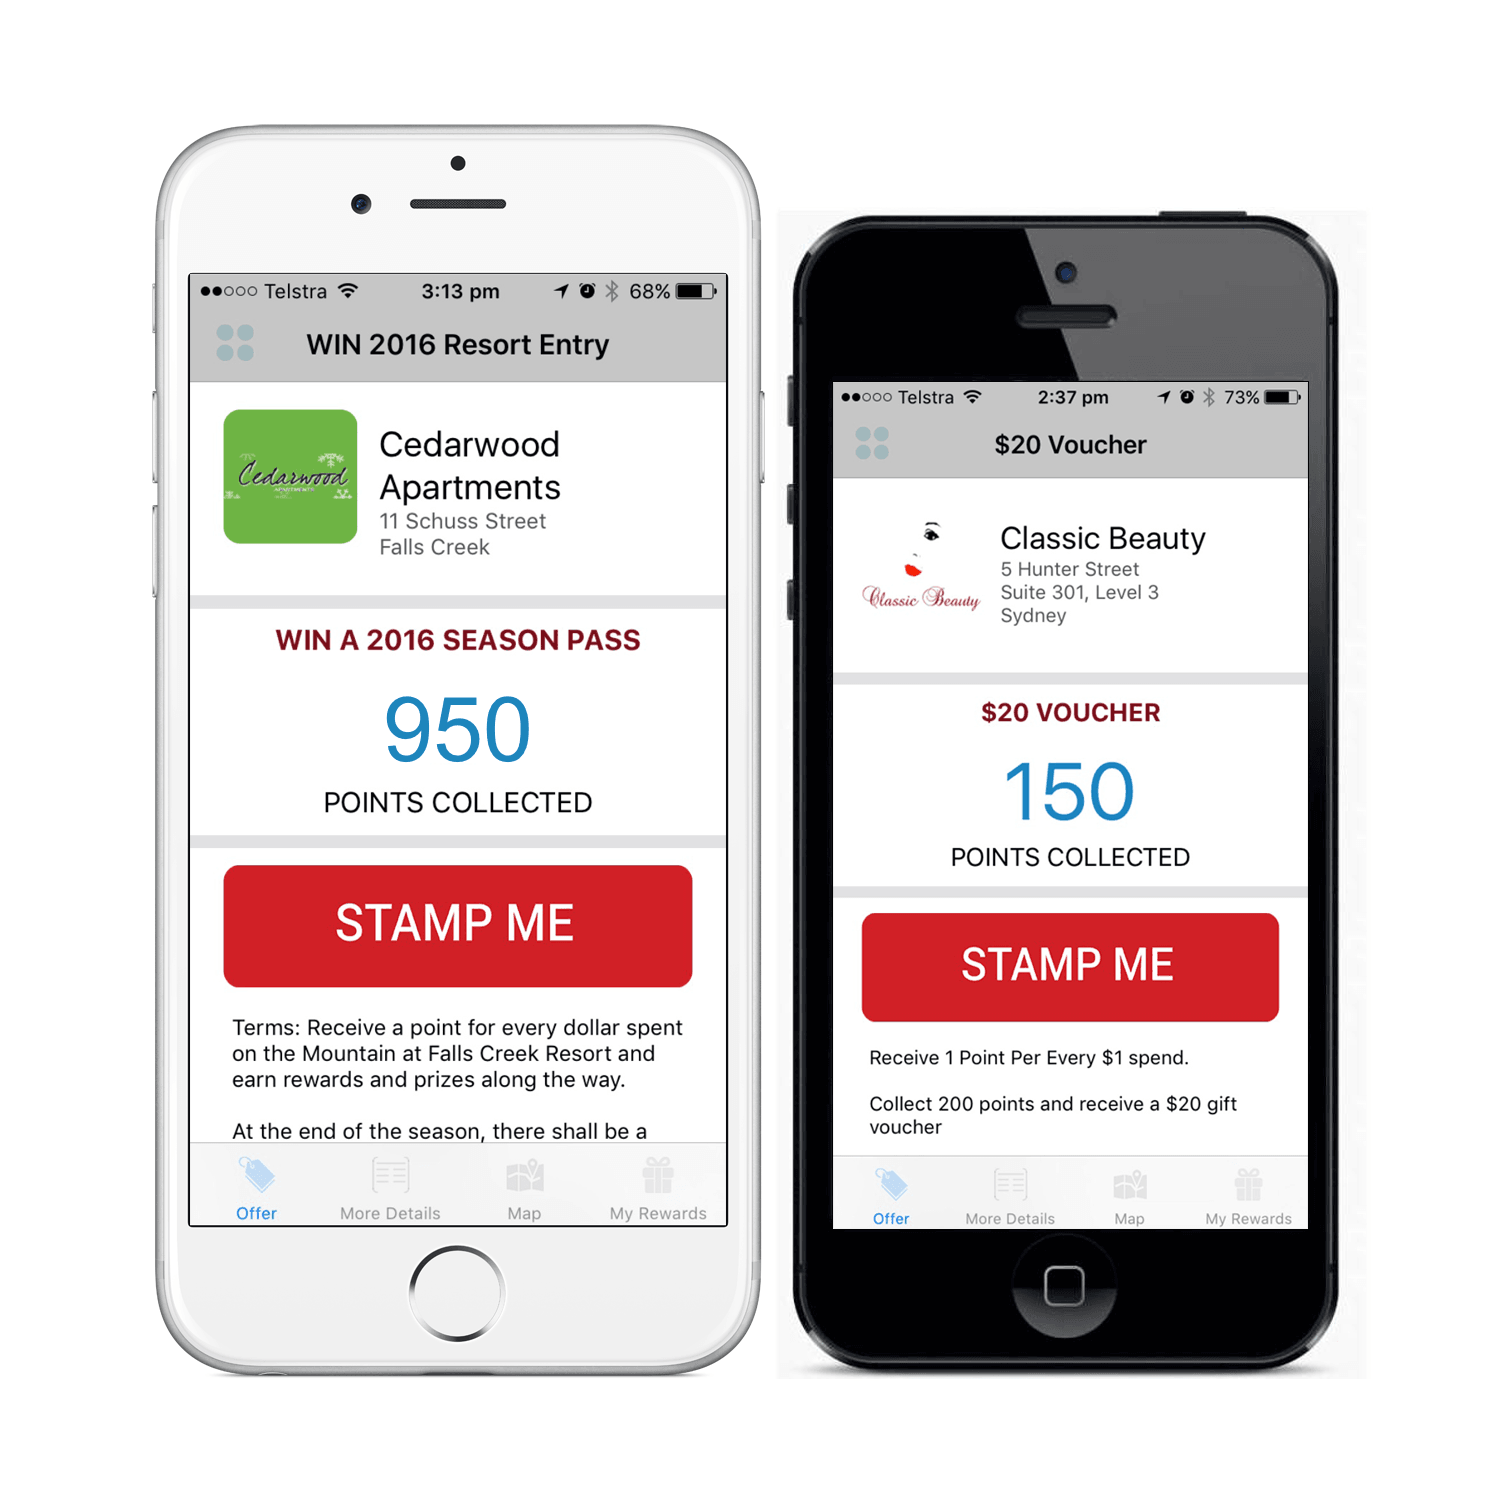 Telstra 3:13 pm 68%
WIN 2016 Resort Entry
Cedarwood
APARTMENTS
Cedarwood
Apartments
11 Schuss Street
Falls Creek
WIN A 2016 SEASON PASS
950
POINTS COLLECTED
STAMP ME
Terms: Receive a point for every dollar spent
on the Mountain at Falls Creek Resort and
earn rewards and prizes along the way.
At the end of the season, there shall be a
Offer More Details Map My Rewards
Telstra 2:37 pm 73%
$20 Voucher
Classic Beauty
Classic Beauty
5 Hunter Street
Suite 301, Level 3
Sydney
$20 VOUCHER
150
POINTS COLLECTED
STAMP ME
Receive 1 Point Per Every $1 spend.
Collect 200 points and receive a $20 gift
voucher
Offer More Details Map My Rewards